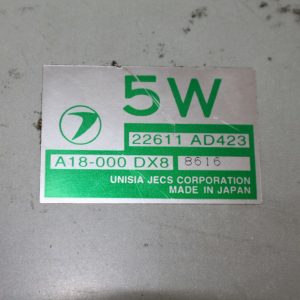 5W
22611 AD423
A18-000 DX8 8616
UNISIA JECS CORPORATION
MADE IN JAPAN